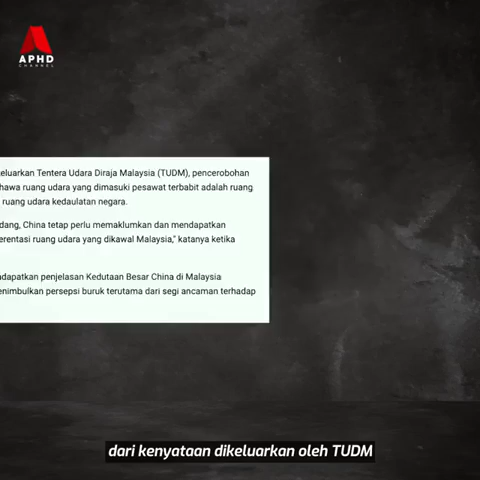 APHD
CHANNEL
eluarkan Tentera Udara Diraja Malaysia (TUDM), pencerobohan
hawa ruang udara yang dimasuki pesawat terbabit adalah ruang
ruang udara kedaulatan negara.
dang, China tetap perlu memaklumkan dan mendapatkan
erentasi ruang udara yang dikawal Malaysia," katanya ketika
dapatkan penjelasan Kedutaan Besar China di Malaysia
enimbulkan persepsi buruk terutama dari segi ancaman terhadap
dari kenyataan dikeluarkan oleh TUDM